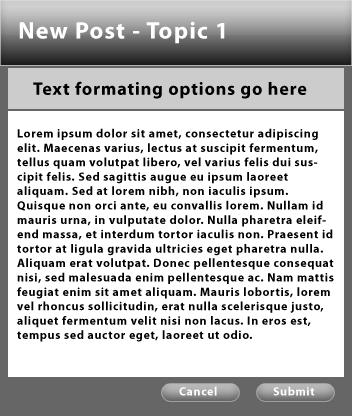 New Post - Topic 1
Text formating options go here
Lorem ipsum dolor sit amet, consectetur adipiscing
elit. Maecenas varius, lectus at suscipit fermentum,
tellus quam volutpat libero, vel varius felis dui sus-
cipit felis. Sed sagittis augue eu ipsum laoreet
aliquam. Sed at lorem nibh, non iaculis ipsum.
Quisque non orci ante, eu convallis lorem. Nullam id
mauris urna, in vulputate dolor. Nulla pharetra eleif-
end massa, et interdum tortor iaculis non. Praesent id
tortor at ligula gravida ultricies eget pharetra nulla.
Aliquam erat volutpat. Donec pellentesque consequat
nisi, sed malesuada enim pellentesque ac. Nam mattis
feugiat enim sit amet aliquam. Mauris lobortis, lorem
vel rhoncus sollicitudin, erat nulla scelerisque justo,
aliquet fermentum velit nisi non lacus. In eros est,
tempus sed auctor eget, laoreet ut odio.
Cancel
Submit